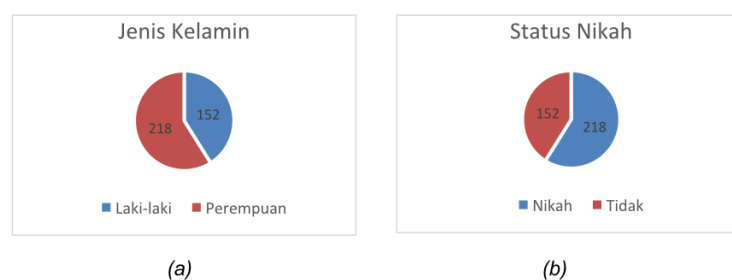 Jenis Kelamin
152
218
Laki-laki Perempuan
(a)
Status Nikah
152
218
Nikah Tidak
(b)